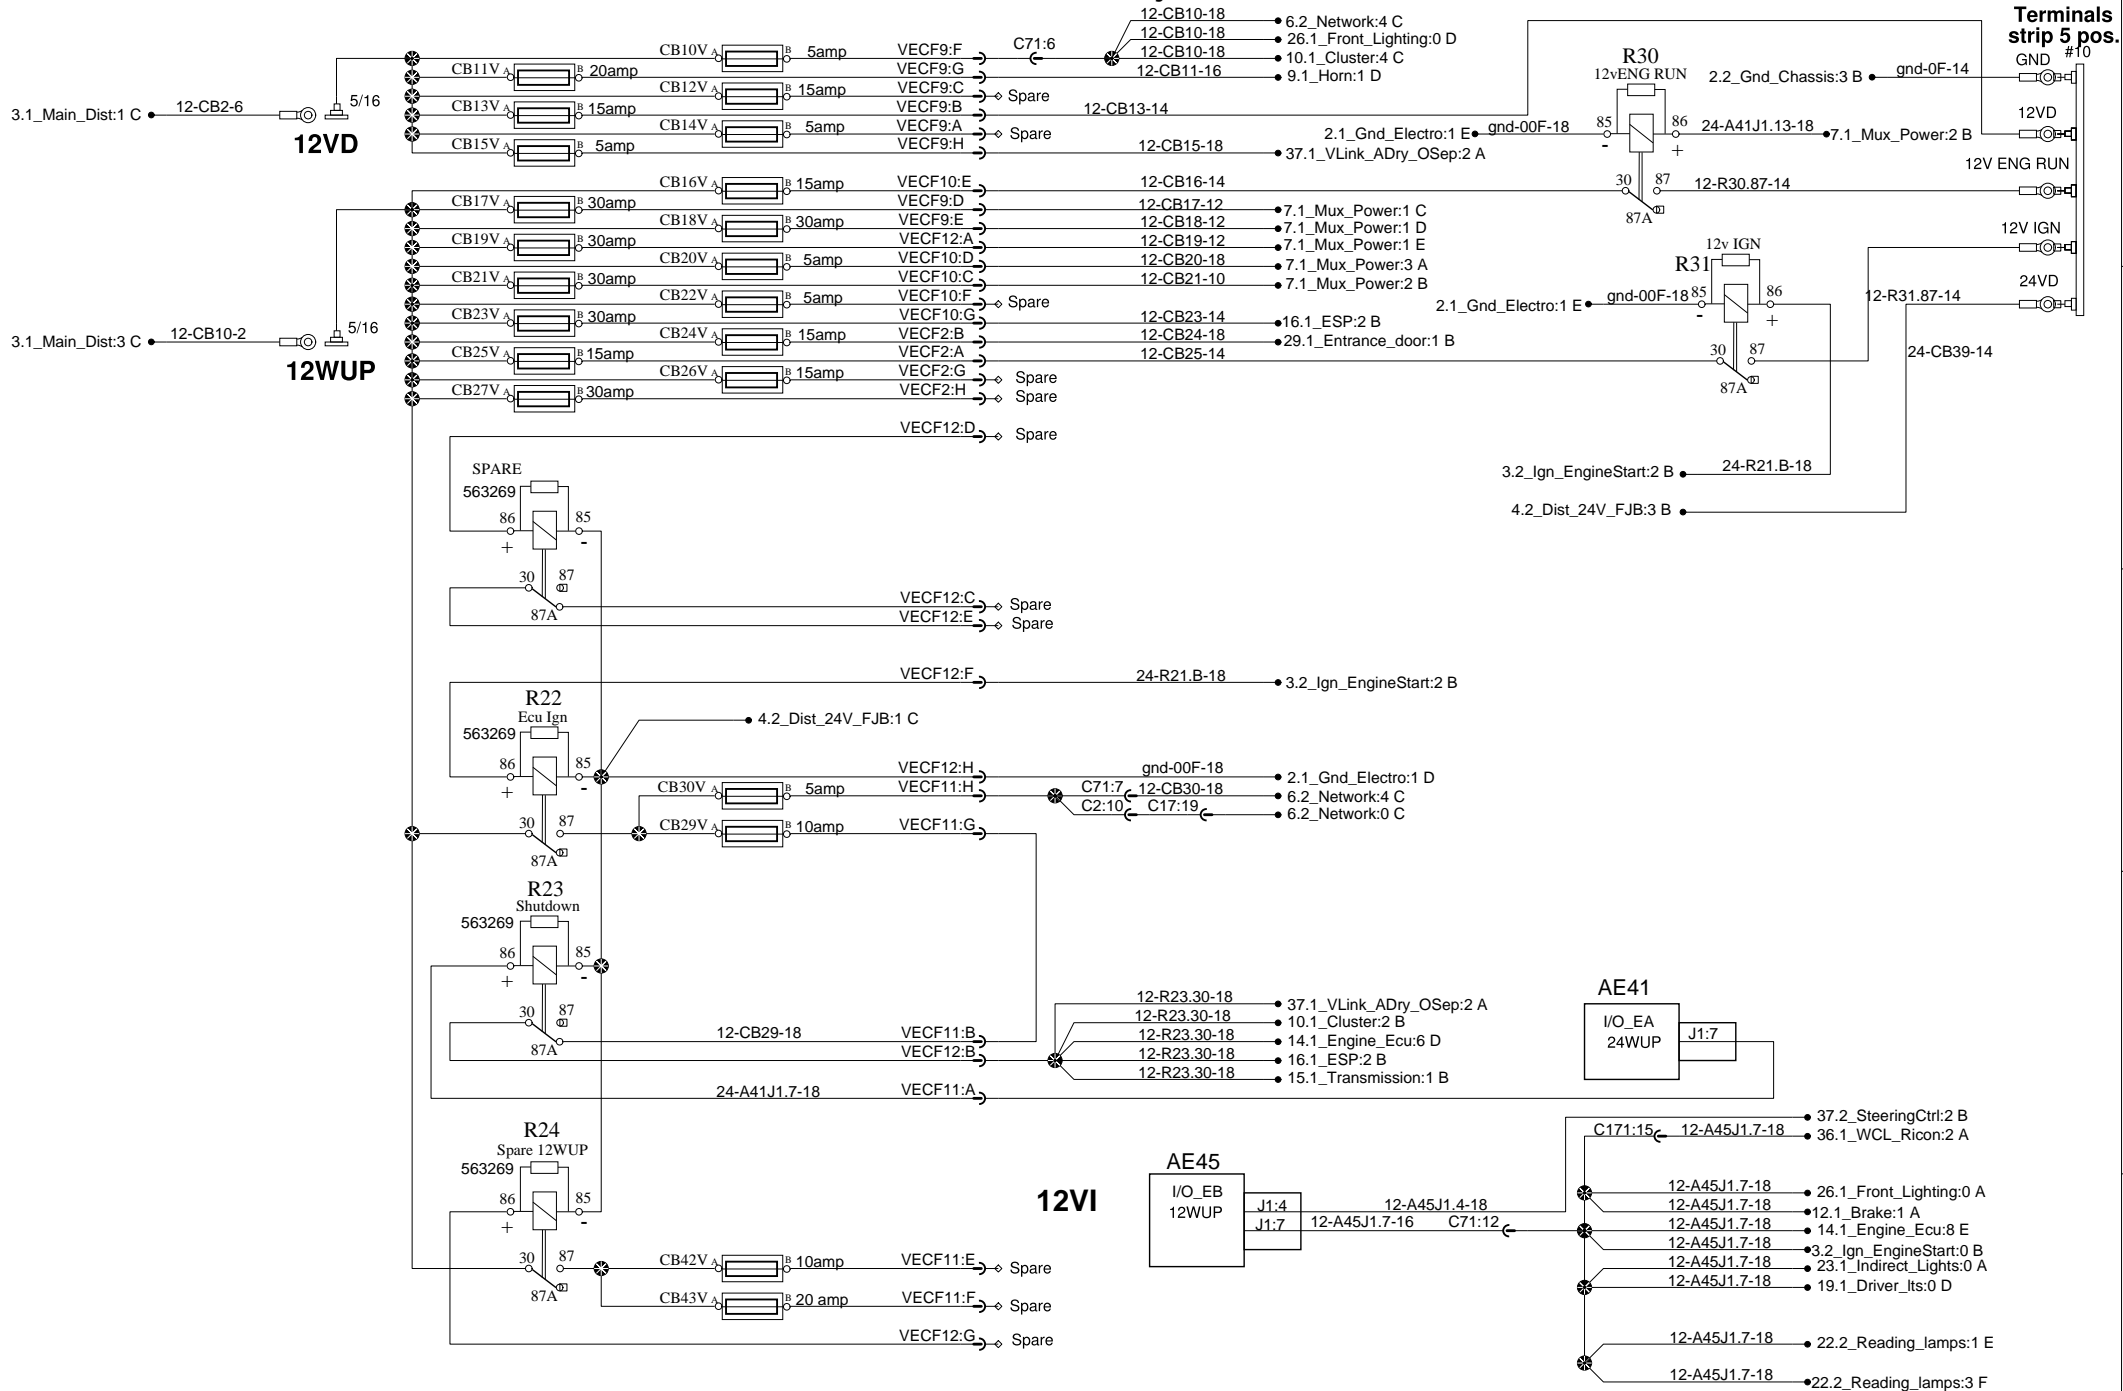 12-CB10-18 6.2_Network:4 C
12-CB10-18 26.1_Front_Lighting:0 D
CB10V A B 5amp VECF9:F C71:6 12-CB10-18 10.1_Cluster:4 C
CB11V A B 20amp VECF9:G 12-CB11-16 9.1_Horn:1 D
CB12V A B 15amp VECF9:C Spare
CB13V A B 15amp VECF9:B 12-CB13-14
CB14V A B 5amp VECF9:A Spare
CB15V A B 5amp VECF9:H 12-CB15-18 37.1_VLink_ADry_OSep:2 A
3.1_Main_Dist:1 C 12-CB2-6 5/16
12VD
Terminals
strip 5 pos.
#10
GND
2.2_Gnd_Chassis:3 B gnd-0F-14
R30
12vENG RUN
12VD
2.1_Gnd_Electro:1 E gnd-00F-18 85 86 24-A41J1.13-18 7.1_Mux_Power:2 B
- +
12V ENG RUN
CB16V A B 15amp VECF10:E 12-CB16-14 30 87 12-R30.87-14
87A
CB17V A B 30amp VECF9:D 12-CB17-12 7.1_Mux_Power:1 C
CB18V A B 30amp VECF9:E 12-CB18-12 7.1_Mux_Power:1 D
CB19V A B 30amp VECF12:A 12-CB19-12 7.1_Mux_Power:1 E
CB20V A B 5amp VECF10:D 12-CB20-18 7.1_Mux_Power:3 A
CB21V A B 30amp VECF10:C 12-CB21-10 7.1_Mux_Power:2 B
CB22V A B 5amp VECF10:F Spare
CB23V A B 30amp VECF10:G 12-CB23-14 16.1_ESP:2 B
CB24V A B 15amp VECF2:B 12-CB24-18 29.1_Entrance_door:1 B
CB25V A B 15amp VECF2:A 12-CB25-14
CB26V A B 15amp VECF2:G Spare
CB27V A B 30amp VECF2:H Spare
3.1_Main_Dist:3 C 12-CB10-2 5/16
12WUP
12V IGN
12v IGN
R31
24VD
2.1_Gnd_Electro:1 E gnd-00F-18 85 86 12-R31.87-14
- +
30 87 24-CB39-14
87A
VECF12:D Spare
3.2_Ign_EngineStart:2 B 24-R21.B-18
4.2_Dist_24V_FJB:3 B
SPARE
563269
86 85
+ -
30 87
87A
VECF12:C Spare
VECF12:E Spare
VECF12:F 24-R21.B-18 3.2_Ign_EngineStart:2 B
R22
Ecu Ign
4.2_Dist_24V_FJB:1 C
563269
86 85 VECF12:H gnd-00F-18 2.1_Gnd_Electro:1 D
+ -
CB30V A B 5amp VECF11:H C71:7 12-CB30-18 6.2_Network:4 C
C2:10 C17:19 6.2_Network:0 C
30 87 CB29V A B 10amp VECF11:G
87A
R23
Shutdown
563269
86 85
+ -
30 87
87A
12-CB29-18 VECF11:B
VECF12:B
12-R23.30-18 37.1_VLink_ADry_OSep:2 A
12-R23.30-18 10.1_Cluster:2 B
12-R23.30-18 14.1_Engine_Ecu:6 D
12-R23.30-18 16.1_ESP:2 B
12-R23.30-18 15.1_Transmission:1 B
24-A41J1.7-18 VECF11:A
AE41
I/O_EA
24WUP
J1:7
R24
Spare 12WUP
563269
86 85
+ -
30 87 CB42V A B 10amp VECF11:E Spare
87A
CB43V A B 20 amp VECF11:F Spare
VECF12:G Spare
12VI
AE45
I/O_EB
12WUP
J1:4 12-A45J1.4-18
J1:7 12-A45J1.7-16 C71:12
37.2_SteeringCtrl:2 B
C171:15 12-A45J1.7-18 36.1_WCL_Ricon:2 A
12-A45J1.7-18 26.1_Front_Lighting:0 A
12-A45J1.7-18 12.1_Brake:1 A
12-A45J1.7-18 14.1_Engine_Ecu:8 E
12-A45J1.7-18 3.2_Ign_EngineStart:0 B
12-A45J1.7-18 23.1_Indirect_Lights:0 A
12-A45J1.7-18 19.1_Driver_lts:0 D
12-A45J1.7-18 22.2_Reading_lamps:1 E
12-A45J1.7-18 22.2_Reading_lamps:3 F